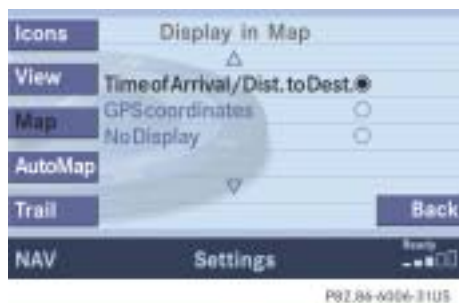 Icons
Display in Map
View
Time of Arrival/Dist. to Dest.
Map
GPS coordinates
No Display
AutoMap
Trail
Back
NAV
Settings
Ready
P82.86-6006-31US